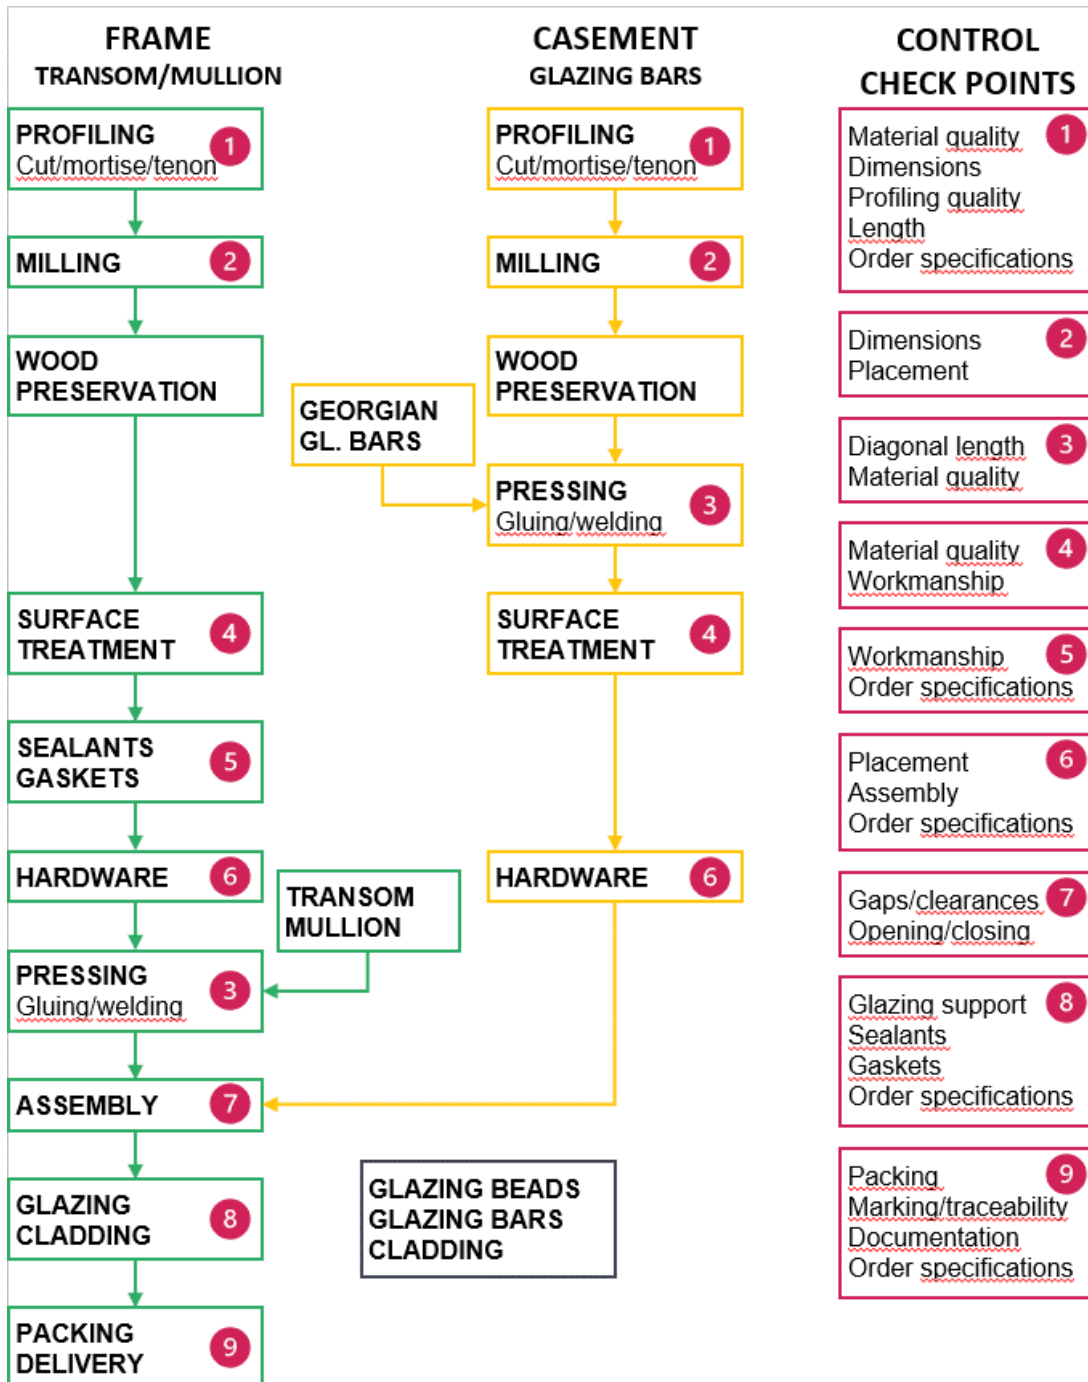 FRAME
TRANSOM/MULLION
PROFILING
Cut/mortise/tenon
1
MILLING
2
WOOD
PRESERVATION
SURFACE
TREATMENT
4
SEALANTS
GASKETS
5
HARDWARE
6
TRANSOM
MULLION
PRESSING
Gluing/welding
3
ASSEMBLY
7
GLAZING
CLADDING
8
PACKING
DELIVERY
9
CASEMENT
GLAZING BARS
PROFILING
Cut/mortise/tenon
1
MILLING
2
WOOD
PRESERVATION
GEORGIAN
GL. BARS
PRESSING
Gluing/welding
3
SURFACE
TREATMENT
4
HARDWARE
6
GLAZING BEADS
GLAZING BARS
CLADDING
CONTROL
CHECK POINTS
Material quality
1
Dimensions
Profiling quality
Length
Order specifications
Dimensions
2
Placement
Diagonal length
3
Material quality
Material quality
4
Workmanship
Workmanship
5
Order specifications
Placement
6
Assembly
Order specifications
Gaps/clearances
7
Opening/closing
Glazing support
8
Sealants
Gaskets
Order specifications
Packing
9
Marking/traceability
Documentation
Order specifications